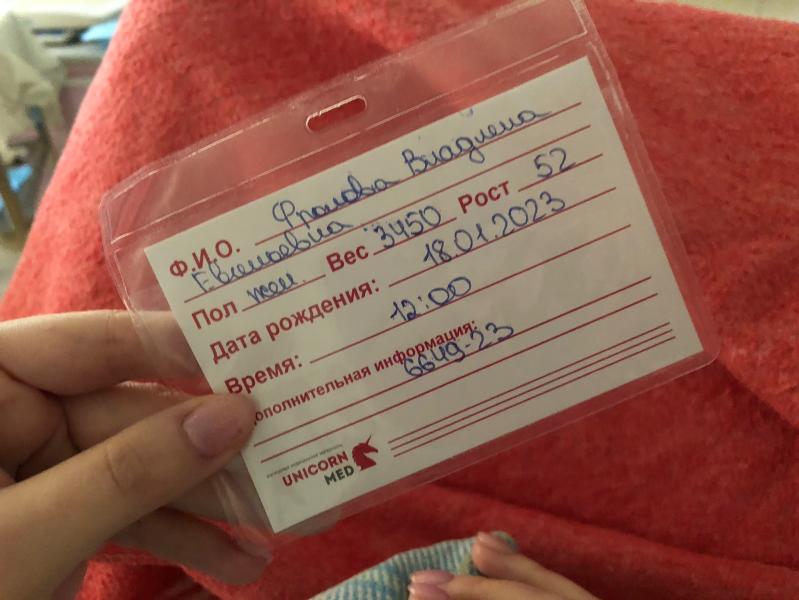 Ф.И.О. Фролова Владлена
Евгеньевна
Пол жен. Вес 3450 Рост 52
Дата рождения: 18.01.2023
Время: 12:00
Дополнительная информация:
6649-23
UNICORN
MED